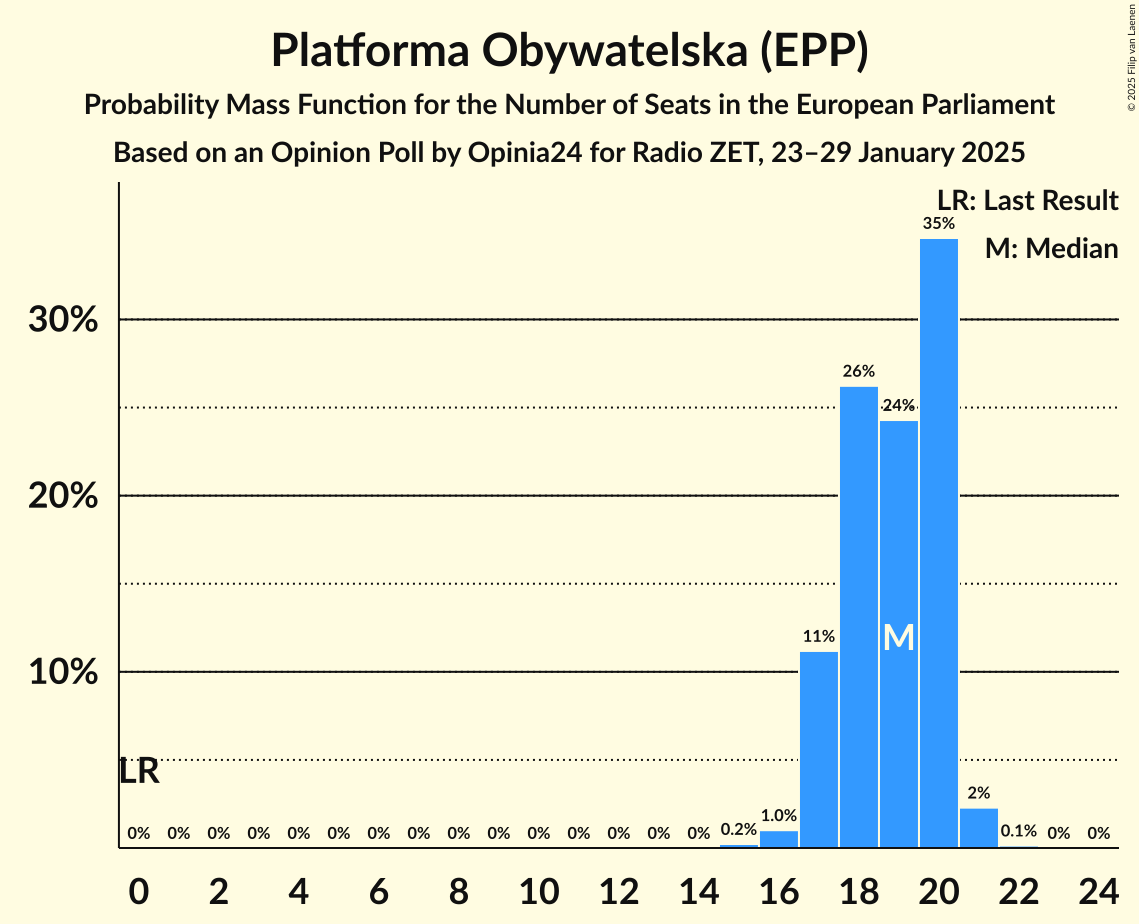 Platforma Obywatelska (EPP)
Probability Mass Function for the Number of Seats in the European Parliament
Based on an Opinion Poll by Opinia24 for Radio ZET, 23–29 January 2025
© 2025 Filip van Laenen
LR: Last Result
M: Median
35%
30%
26%
24%
20%
11%
M
10%
LR
0% 0% 0% 0% 0% 0% 0% 0% 0% 0% 0% 0% 0% 0% 0% 0.2% 1.0% 2% 0.1% 0% 0%
0 2 4 6 8 10 12 14 16 18 20 22 24